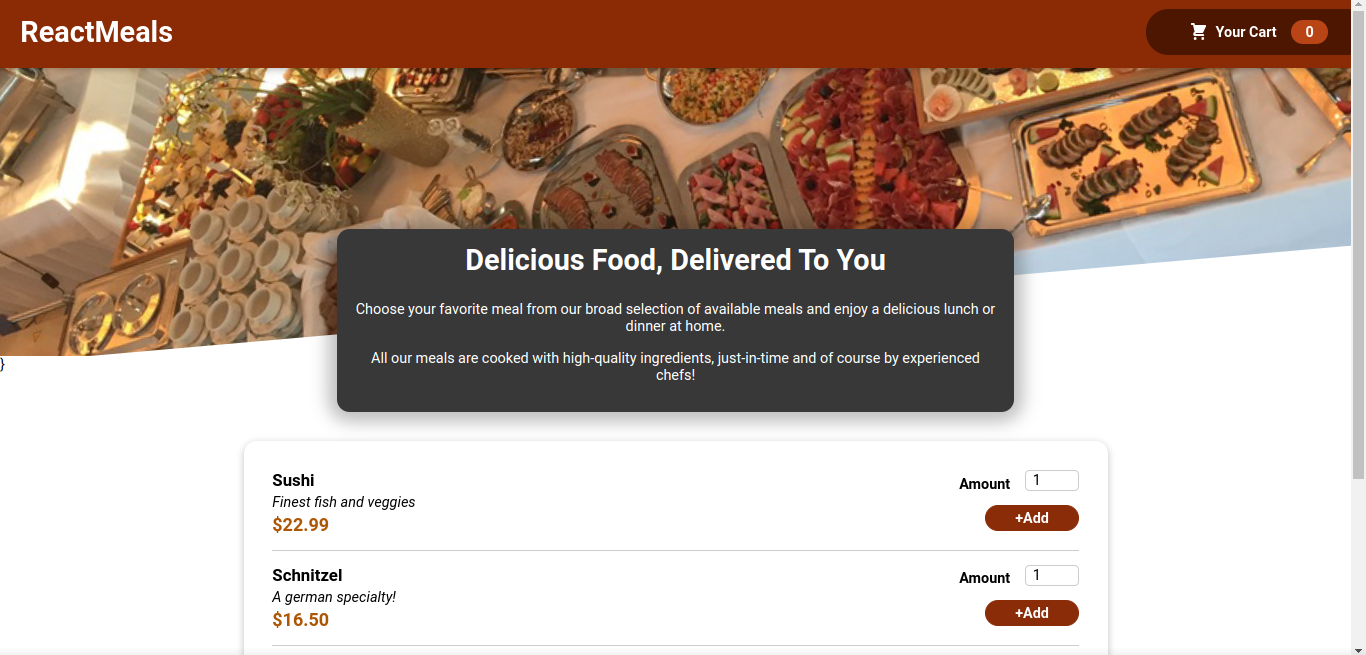 ReactMeals
Your Cart 0
Delicious Food, Delivered To You
Choose your favorite meal from our broad selection of available meals and enjoy a delicious lunch or
dinner at home.
All our meals are cooked with high-quality ingredients, just-in-time and of course by experienced
chefs!
}
Sushi
Finest fish and veggies
$22.99
Amount 1
+Add
Schnitzel
A german specialty!
$16.50
Amount 1
+Add